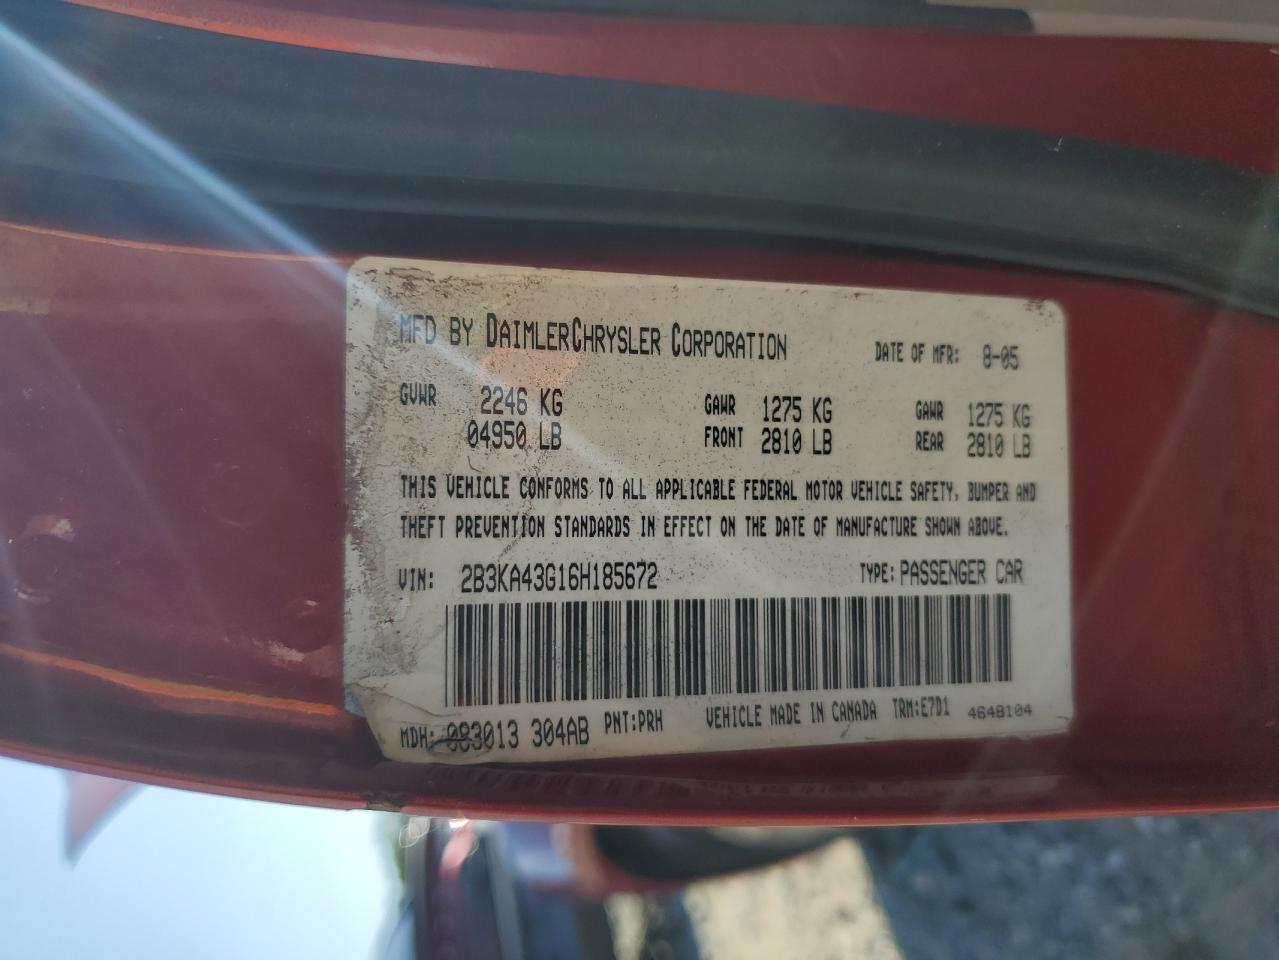 MFD BY DAIMLERCHRYSLER CORPORATION DATE OF MFR: 8-05
GVWR 2246 KG GAWR 1275 KG GAWR 1275 KG
04950 LB FRONT 2810 LB REAR 2810 LB
THIS VEHICLE CONFORMS TO ALL APPLICABLE FEDERAL MOTOR VEHICLE SAFETY, BUMPER AND
THEFT PREVENTION STANDARDS IN EFFECT ON THE DATE OF MANUFACTURE SHOWN ABOVE.
VIN: 2B3KA43G16H185672 TYPE: PASSENGER CAR
MDH: 083013 304AB PNT:PRH VEHICLE MADE IN CANADA TRM:E7D1 4648104